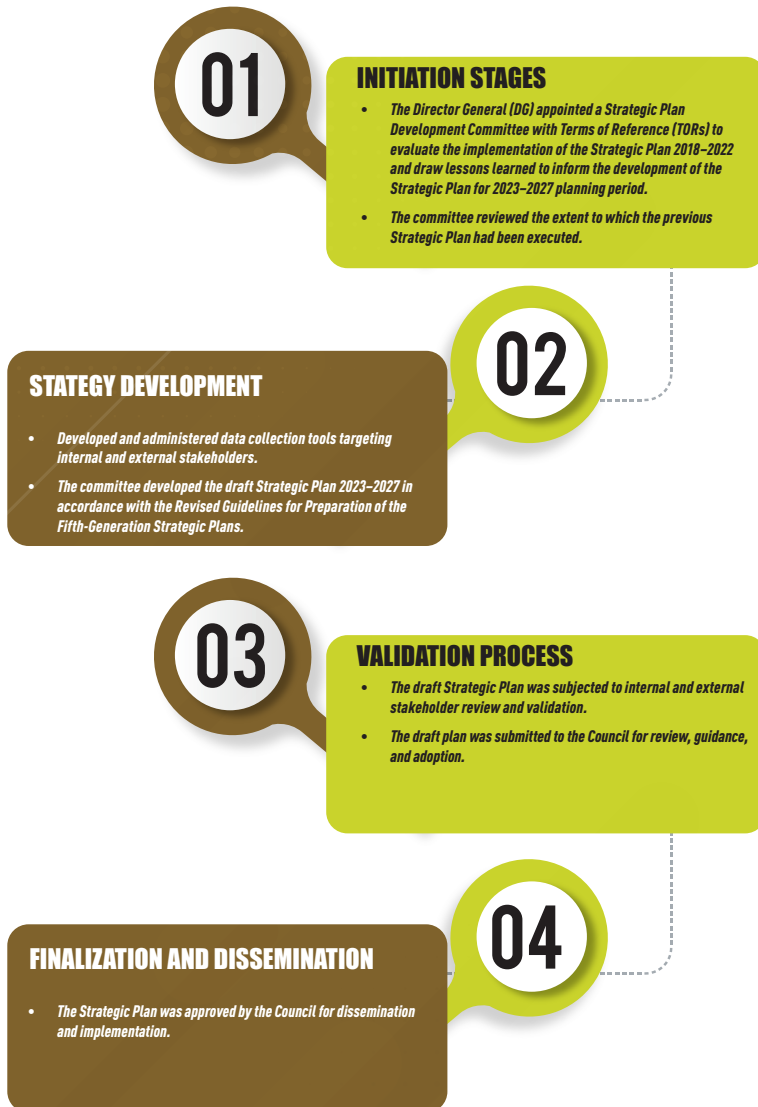 01
INITIATION STAGES
• The Director General (DG) appointed a Strategic Plan
Development Committee with Terms of Reference (TORs) to
evaluate the implementation of the Strategic Plan 2018–2022
and draw lessons learned to inform the development of the
Strategic Plan for 2023–2027 planning period.
• The committee reviewed the extent to which the previous
Strategic Plan had been executed.
02
STATEGY DEVELOPMENT
• Developed and administered data collection tools targeting
internal and external stakeholders.
• The committee developed the draft Strategic Plan 2023–2027 in
accordance with the Revised Guidelines for Preparation of the
Fifth-Generation Strategic Plans.
03
VALIDATION PROCESS
• The draft Strategic Plan was subjected to internal and external
stakeholder review and validation.
• The draft plan was submitted to the Council for review, guidance,
and adoption.
04
FINALIZATION AND DISSEMINATION
• The Strategic Plan was approved by the Council for dissemination
and implementation.